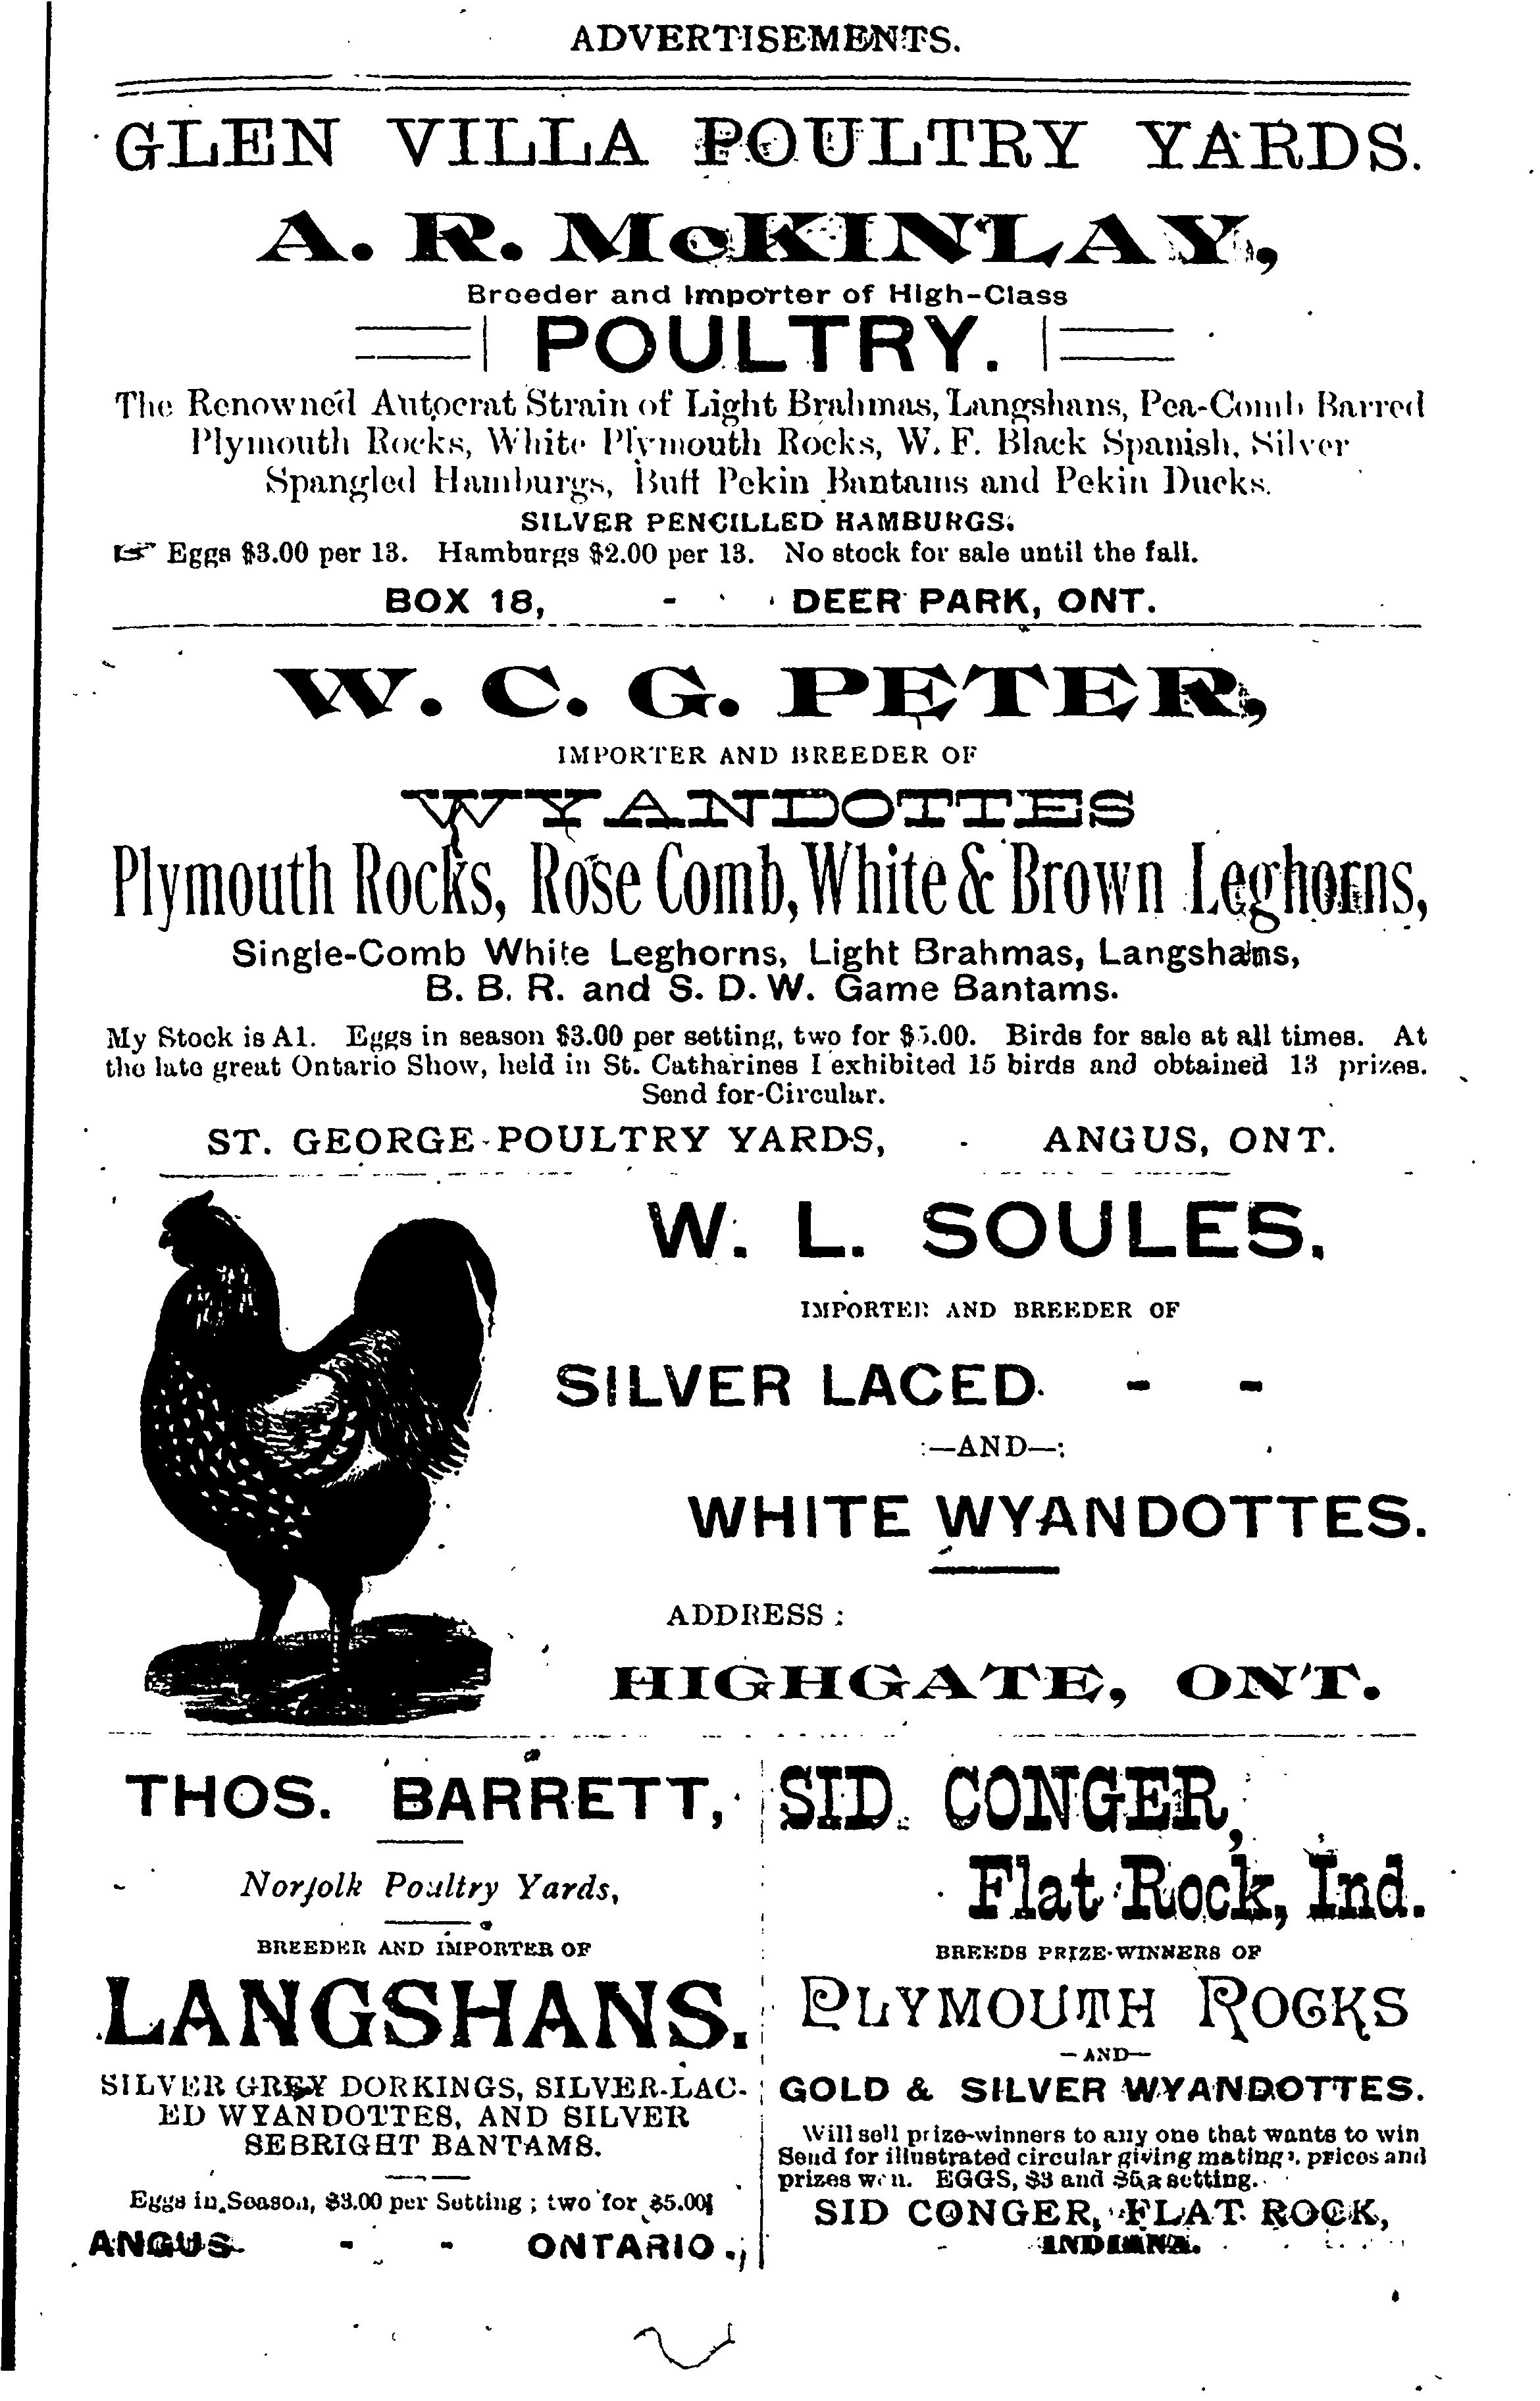 ADVERTISEMENTS.
GLEN VILLA POULTRY YARDS.
A. R. McKINLAY,
Breeder and Importer of High-Class
POULTRY.
The Renowned Autocrat Strain of Light Brahmas, Langshans, Pea-Comb Barred
Plymouth Rocks, White Plymouth Rocks, W. F. Black Spanish, Silver
Spangled Hamburgs, Buff Pekin Bantams and Pekin Ducks.
SILVER PENCILLED HAMBURGS.
☞ Eggs $3.00 per 13. Hamburgs $2.00 per 13. No stock for sale until the fall.
BOX 18, - DEER PARK, ONT.
W. C. G. PETER,
IMPORTER AND BREEDER OF
WYANDOTTES
Plymouth Rocks, Rose Comb, White & Brown Leghorns,
Single-Comb White Leghorns, Light Brahmas, Langshans,
B. B. R. and S. D. W. Game Bantams.
My Stock is A1. Eggs in season $3.00 per setting, two for $5.00. Birds for sale at all times. At
the late great Ontario Show, held in St. Catharines I exhibited 15 birds and obtained 13 prizes.
Send for Circular.
ST. GEORGE POULTRY YARDS, - ANGUS, ONT.
W. L. SOULES,
IMPORTER AND BREEDER OF
SILVER LACED - -
:—AND—:
WHITE WYANDOTTES.
ADDRESS :
HIGHGATE, ONT.
THOS. BARRETT,
Norfolk Poultry Yards,
BREEDER AND IMPORTER OF
LANGSHANS.
SILVER GREY DORKINGS, SILVER-LAC-
ED WYANDOTTES, AND SILVER
SEBRIGHT BANTAMS.
Eggs in Season, $3.00 per Setting ; two for $5.00
ANGUS - - ONTARIO.
SID. CONGER,
Flat Rock, Ind.
BREEDS PRIZE-WINNERS OF
PLYMOUTH ROCKS
—AND—
GOLD & SILVER WYANDOTTES.
Will sell prize-winners to any one that wants to win
Send for illustrated circular giving matings, prices and
prizes won. EGGS, $3 and $5 a setting.
SID CONGER, FLAT ROCK,
INDIANA.